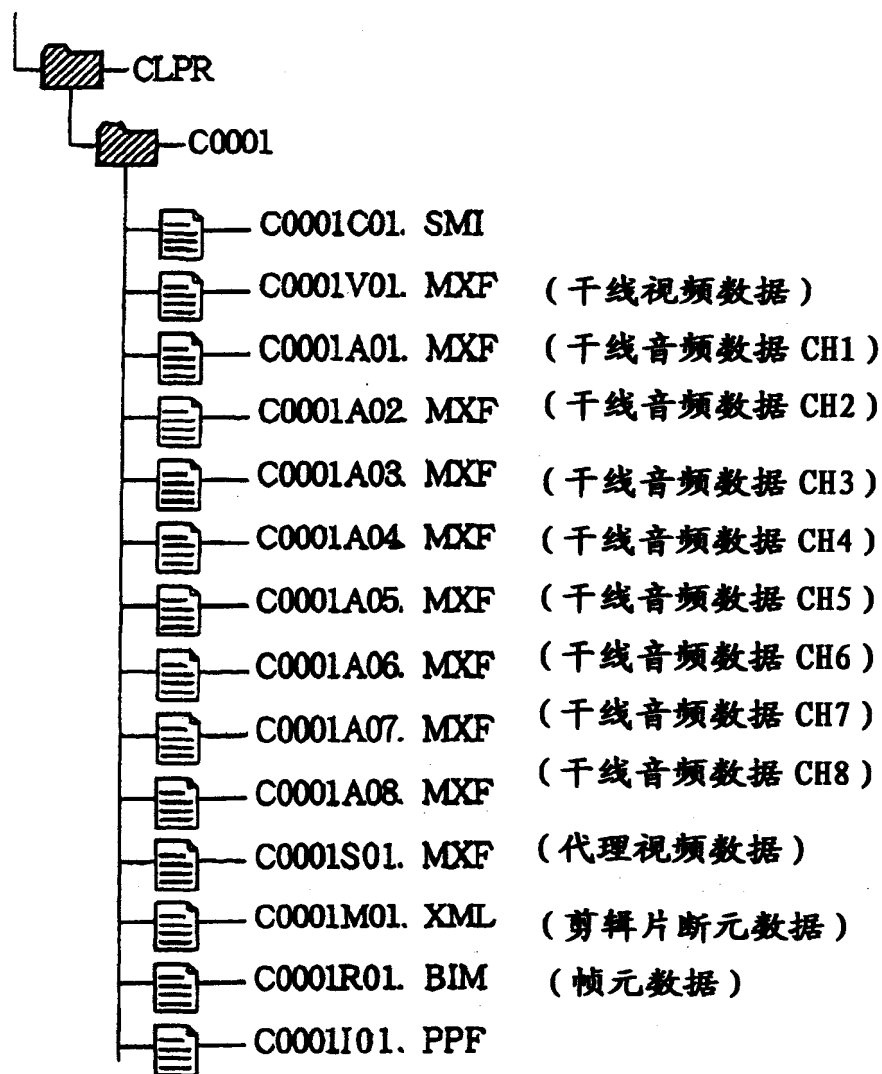 CLPR
C0001
C0001C01. SMI
C0001V01. MXF (干线视频数据)
C0001A01. MXF (干线音频数据 CH1)
C0001A02. MXF (干线音频数据 CH2)
C0001A03. MXF (干线音频数据 CH3)
C0001A04. MXF (干线音频数据 CH4)
C0001A05. MXF (干线音频数据 CH5)
C0001A06. MXF (干线音频数据 CH6)
C0001A07. MXF (干线音频数据 CH7)
C0001A08. MXF (干线音频数据 CH8)
C0001S01. MXF (代理视频数据)
C0001M01. XML (剪辑片断元数据)
C0001R01. BIM (帧元数据)
C0001I01. PPF